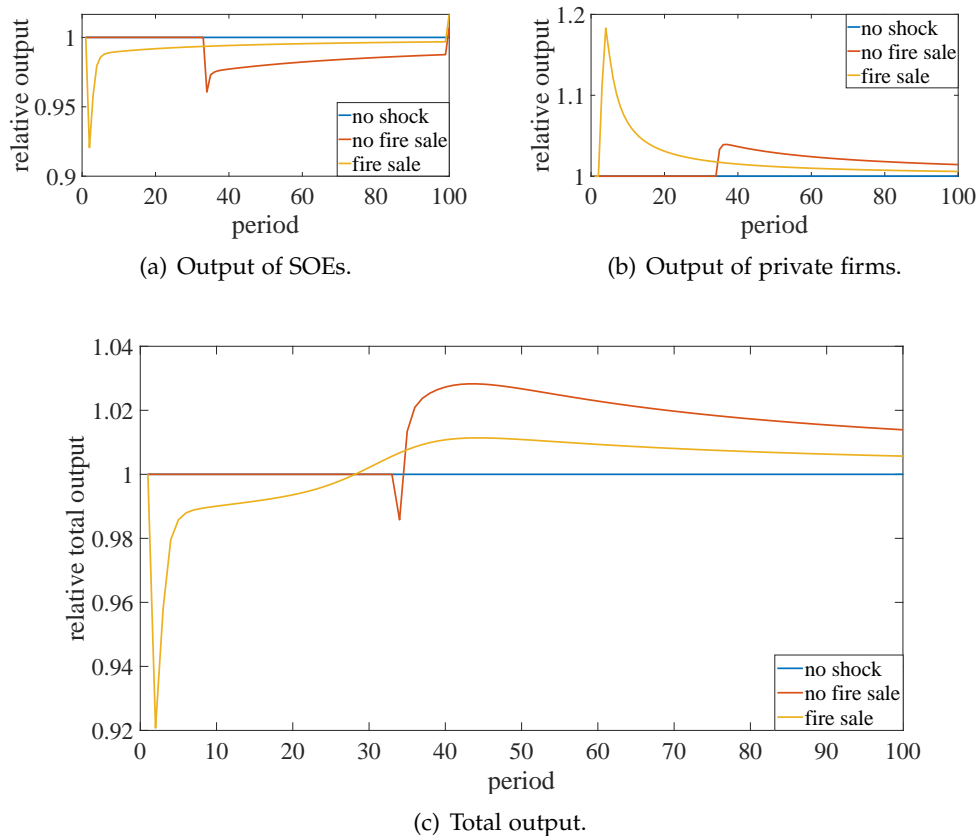 relative output
1
0.95
0.9
0 20 40 60 80 100
period
no shock
no fire sale
fire sale
(a) Output of SOEs.
relative output
1.2
1.1
1
0 20 40 60 80 100
period
no shock
no fire sale
fire sale
(b) Output of private firms.
relative total output
1.04
1.02
1
0.98
0.96
0.94
0.92
0 10 20 30 40 50 60 70 80 90 100
period
no shock
no fire sale
fire sale
(c) Total output.